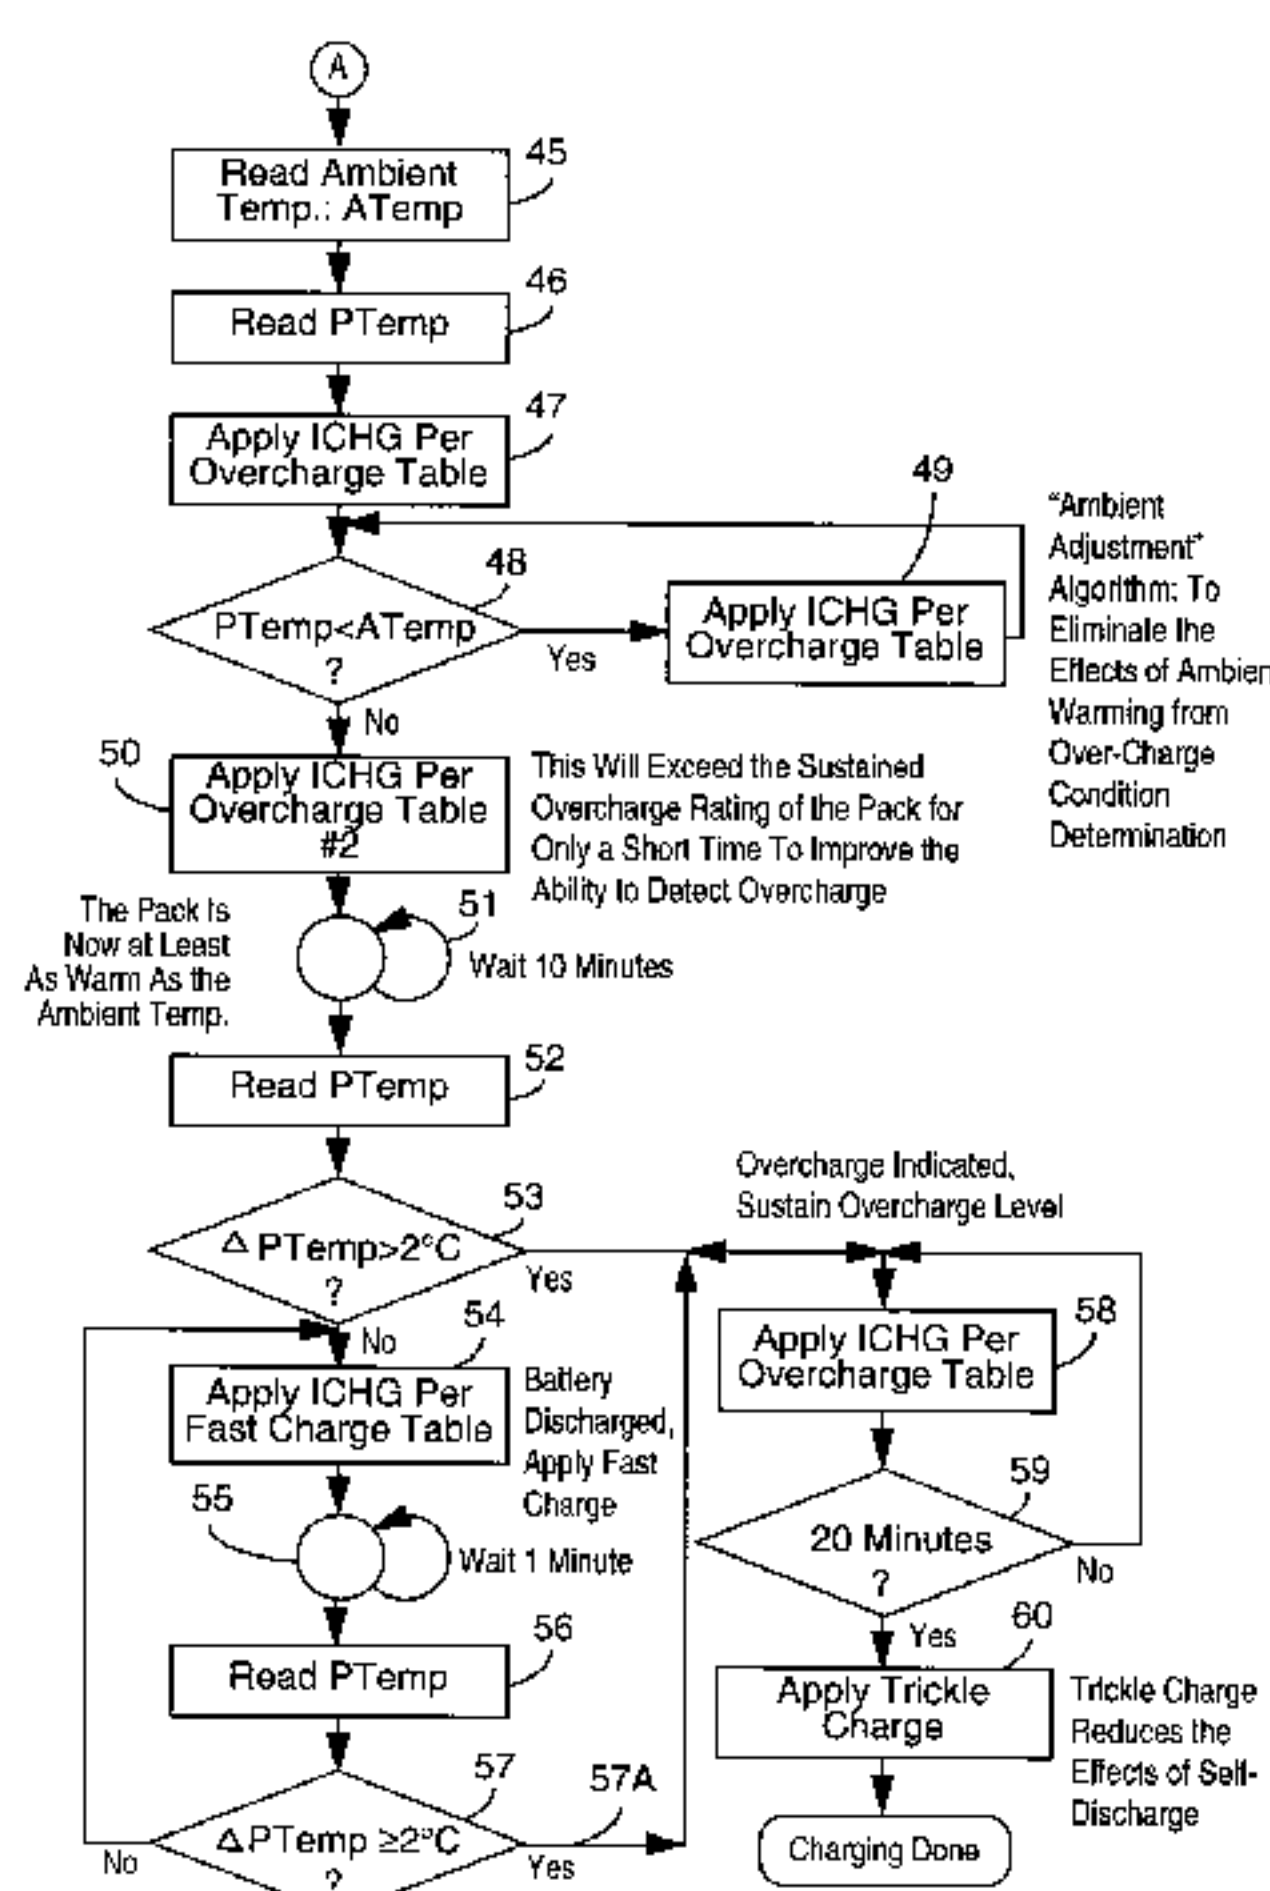 A
45
Read Ambient
Temp.: ATemp
46
Read PTemp
47
Apply ICHG Per
Overcharge Table
48
PTemp<ATemp
?
Yes
No
49
Apply ICHG Per
Overcharge Table
"Ambient
Adjustment"
Algorithm: To
Eliminate the
Effects of Ambien
Warming from
Over-Charge
Condition
Determination
50
Apply ICHG Per
Overcharge Table
#2
This Will Exceed the Sustained
Overcharge Rating of the Pack for
Only a Short Time To Improve the
Ability to Detect Overcharge
The Pack Is
Now at Least
As Warm As the
Ambient Temp.
51
Wait 10 Minutes
52
Read PTemp
53
Δ PTemp>2°C
?
Yes
No
54
Apply ICHG Per
Fast Charge Table
Battery
Discharged,
Apply Fast
Charge
55
Wait 1 Minute
56
Read PTemp
57
ΔPTemp ≥2°C
?
No
Yes
57A
Overcharge Indicated,
Sustain Overcharge Level
58
Apply ICHG Per
Overcharge Table
59
20 Minutes
?
No
Yes
60
Apply Trickle
Charge
Trickle Charge
Reduces the
Effects of Self-
Discharge
Charging Done